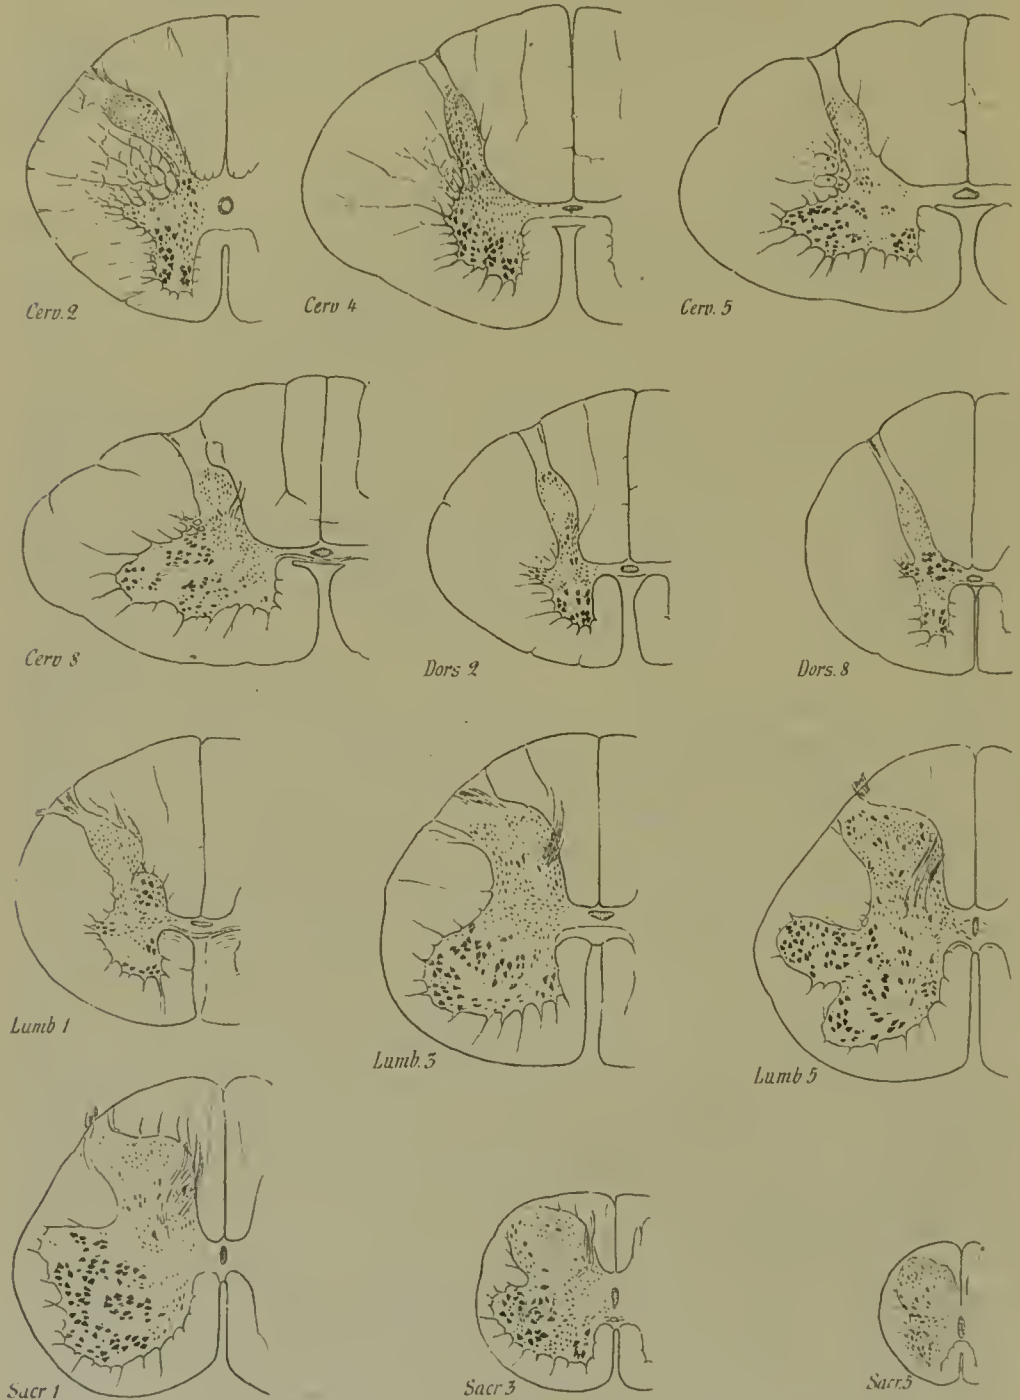 Cerv. 2
Cerv 4
Cerv. 5
Cerv 8
Dors 2
Dors. 8
Lumb 1
Lumb. 3
Lumb 5
Sacr 1
Sacr 3
Sacr. 5